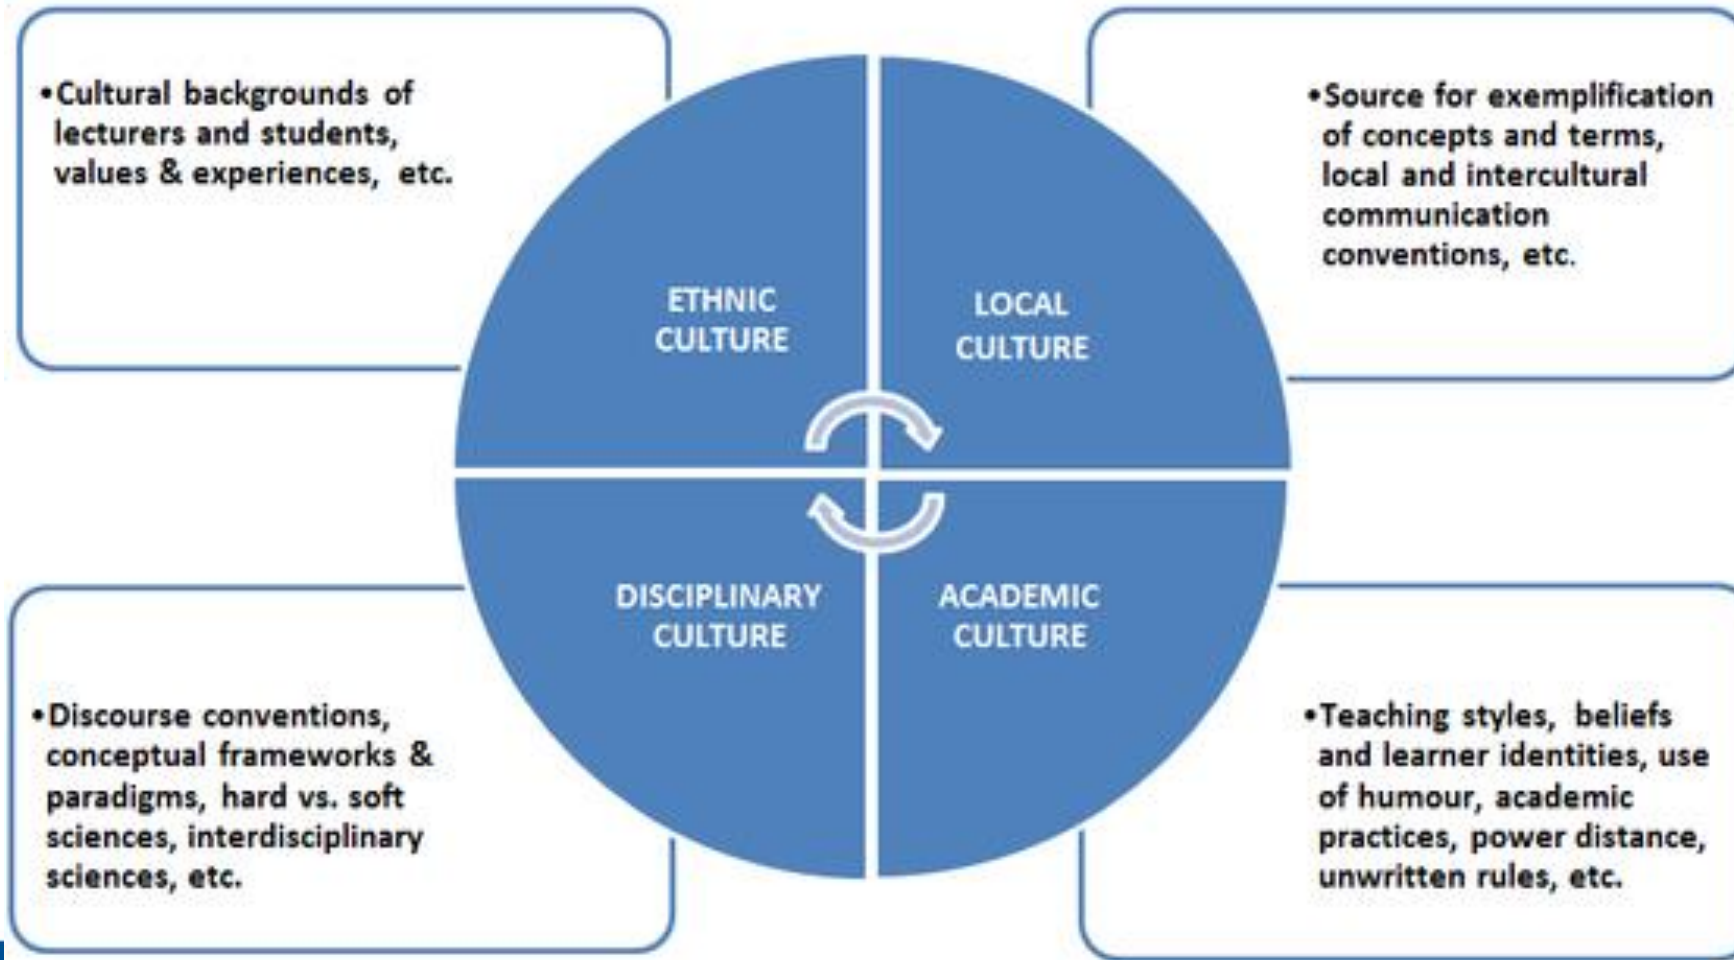 •Cultural backgrounds of
lecturers and students,
values & experiences, etc.
•Source for exemplification
of concepts and terms,
local and intercultural
communication
conventions, etc.
ETHNIC
CULTURE
LOCAL
CULTURE
DISCIPLINARY
CULTURE
ACADEMIC
CULTURE
•Discourse conventions,
conceptual frameworks &
paradigms, hard vs. soft
sciences, interdisciplinary
sciences, etc.
•Teaching styles, beliefs
and learner identities, use
of humour, academic
practices, power distance,
unwritten rules, etc.